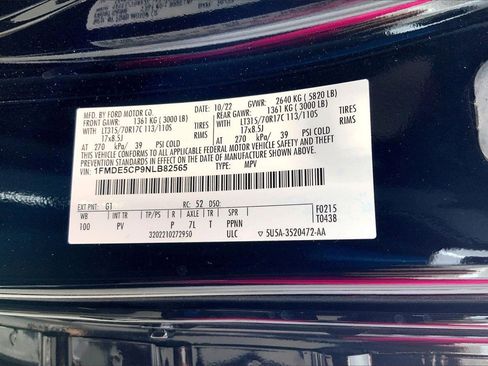 MFD. BY FORD MOTOR CO. 10/22 GVWR: 2640 KG ( 5820 LB)
FRONT GAWR: 1361 KG ( 3000 LB) REAR GAWR: 1361 KG ( 3000 LB)
WITH LT315/70R17C 113/110S TIRES WITH LT315/70R17C 113/110S TIRES
17x8.5J RIMS 17x8.5J RIMS
AT 270 kPa/ 39 PSI COLD AT 270 kPa/ 39 PSI COLD
THIS VEHICLE CONFORMS TO ALL APPLICABLE FEDERAL MOTOR VEHICLE SAFETY AND THEFT PREVENTION
STANDARDS IN EFFECT ON THE DATE OF MANUFACTURE SHOWN ABOVE.
VIN: 1FMDE5CP9NLB82565 TYPE: MPV
EXT PNT: G1 RC: 52 DSO: F0215
WB INT TR TP/PS R AXLE TR SPR T0438
100 PV P 7L T PPNN
3202210272950 ULC 5U5A-3520472-AA